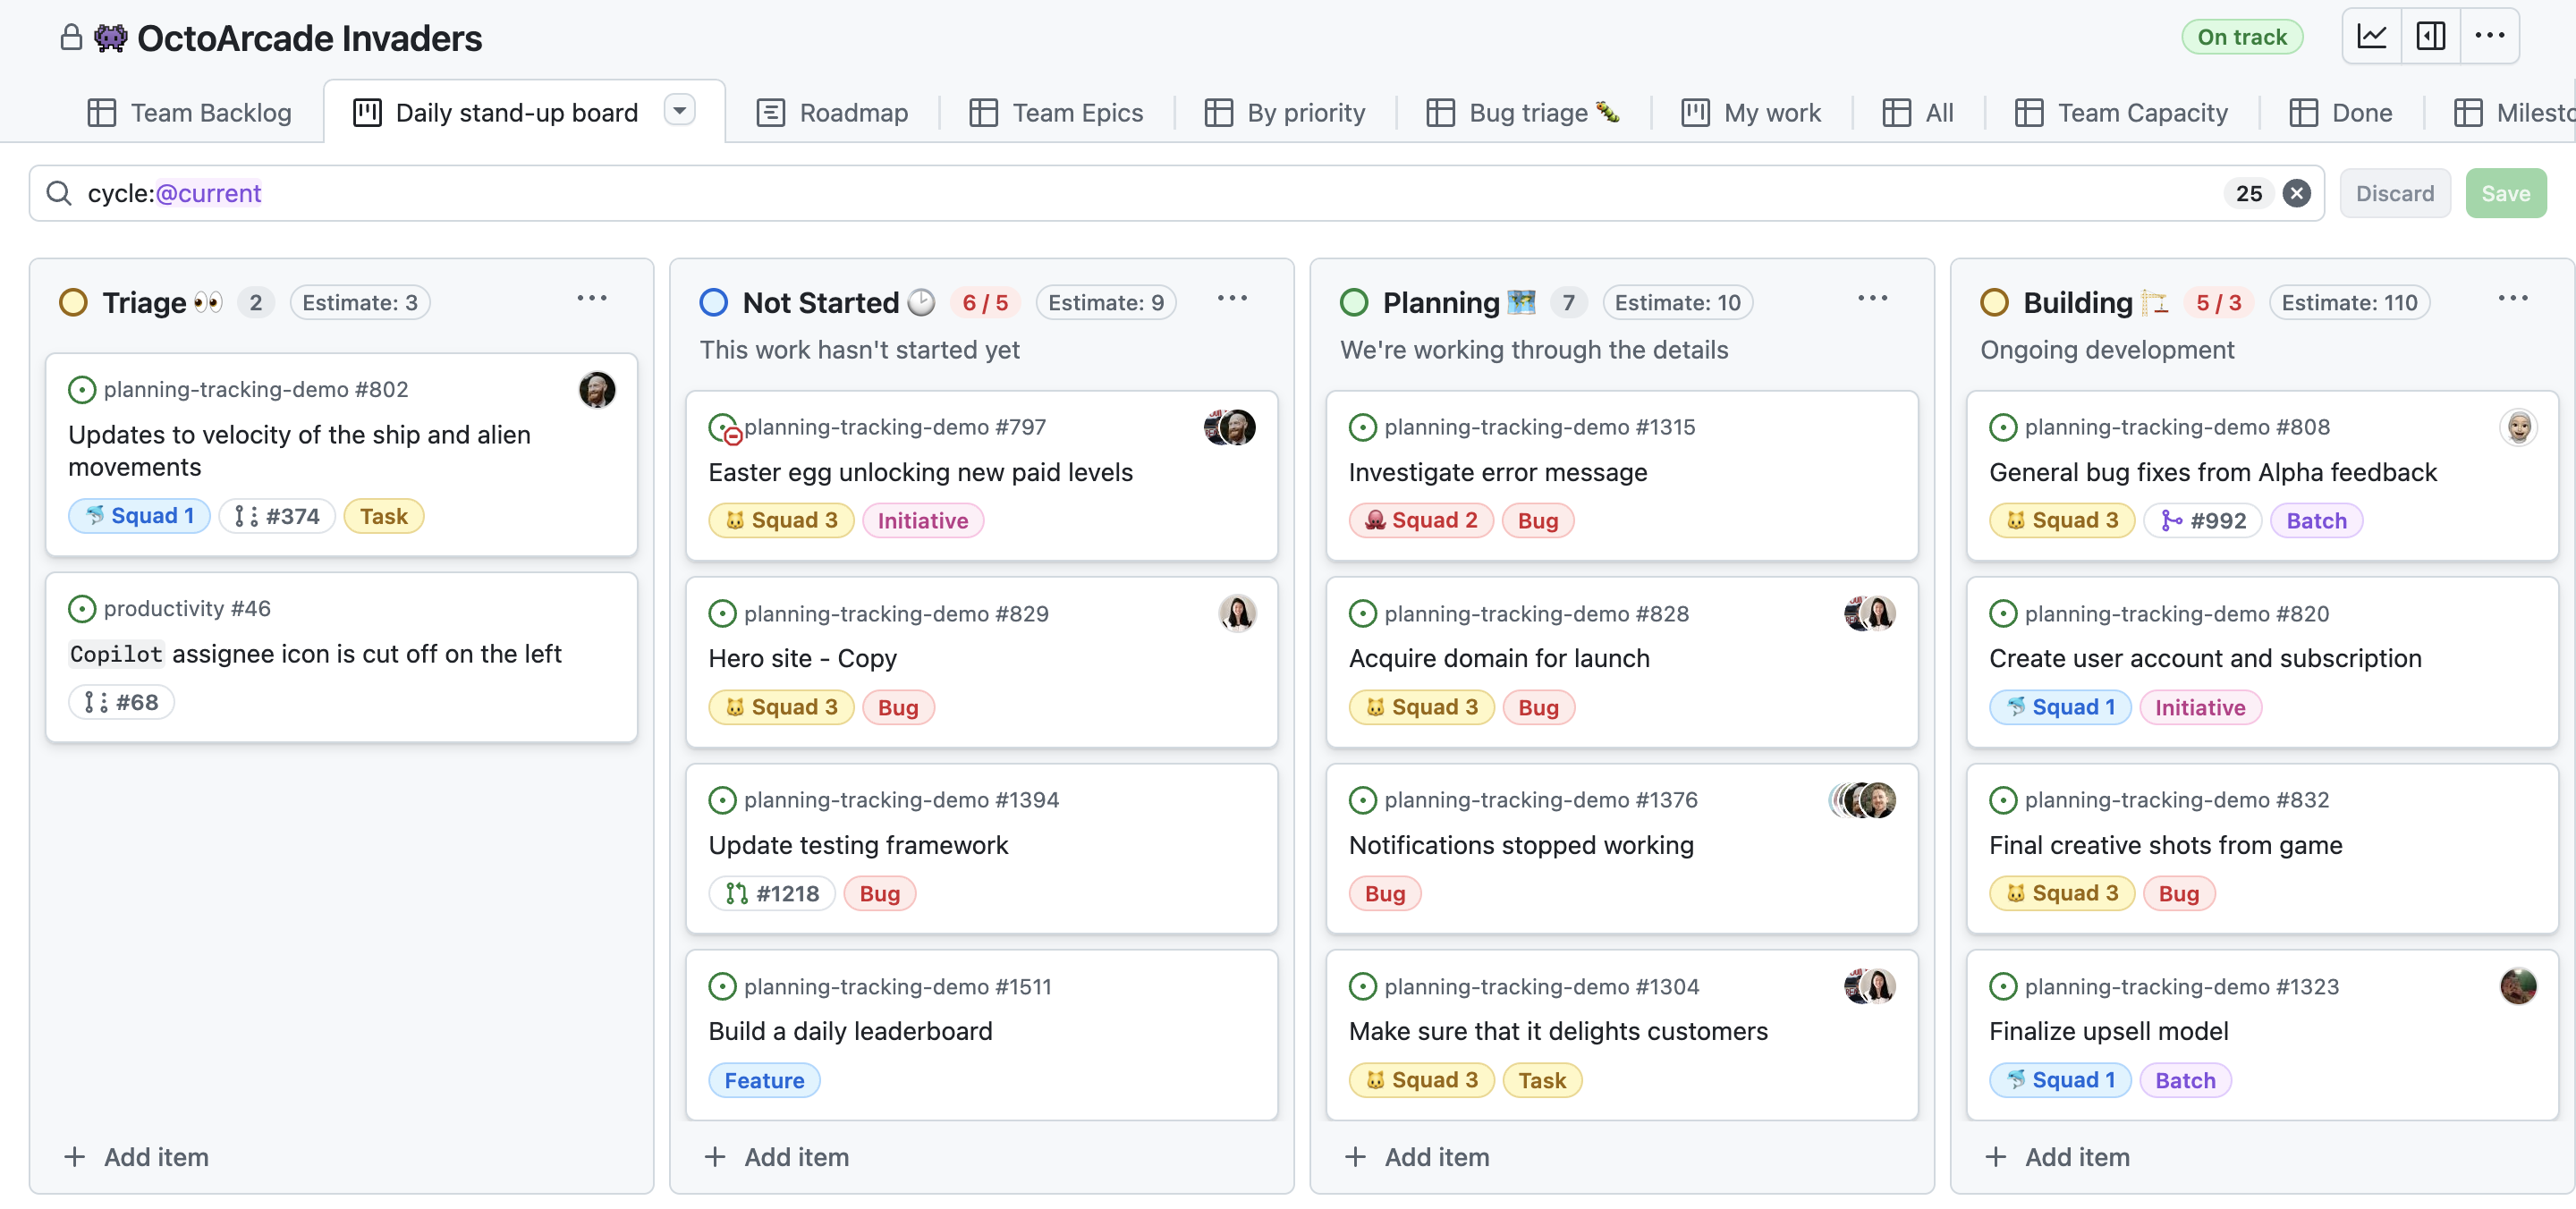 OctoArcade Invaders
On track
Team Backlog
Daily stand-up board
Roadmap
Team Epics
By priority
Bug triage
My work
All
Team Capacity
Done
Milesto
cycle:@current
25
Discard
Save
Triage 2 Estimate: 3
planning-tracking-demo #802
Updates to velocity of the ship and alien
movements
Squad 1 #374 Task
productivity #46
Copilot assignee icon is cut off on the left
#68
Add item
Not Started 6 / 5 Estimate: 9
This work hasn't started yet
planning-tracking-demo #797
Easter egg unlocking new paid levels
Squad 3 Initiative
planning-tracking-demo #829
Hero site - Copy
Squad 3 Bug
planning-tracking-demo #1394
Update testing framework
#1218 Bug
planning-tracking-demo #1511
Build a daily leaderboard
Feature
Add item
Planning 7 Estimate: 10
We're working through the details
planning-tracking-demo #1315
Investigate error message
Squad 2 Bug
planning-tracking-demo #828
Acquire domain for launch
Squad 3 Bug
planning-tracking-demo #1376
Notifications stopped working
Bug
planning-tracking-demo #1304
Make sure that it delights customers
Squad 3 Task
Add item
Building 5 / 3 Estimate: 110
Ongoing development
planning-tracking-demo #808
General bug fixes from Alpha feedback
Squad 3 #992 Batch
planning-tracking-demo #820
Create user account and subscription
Squad 1 Initiative
planning-tracking-demo #832
Final creative shots from game
Squad 3 Bug
planning-tracking-demo #1323
Finalize upsell model
Squad 1 Batch
Add item